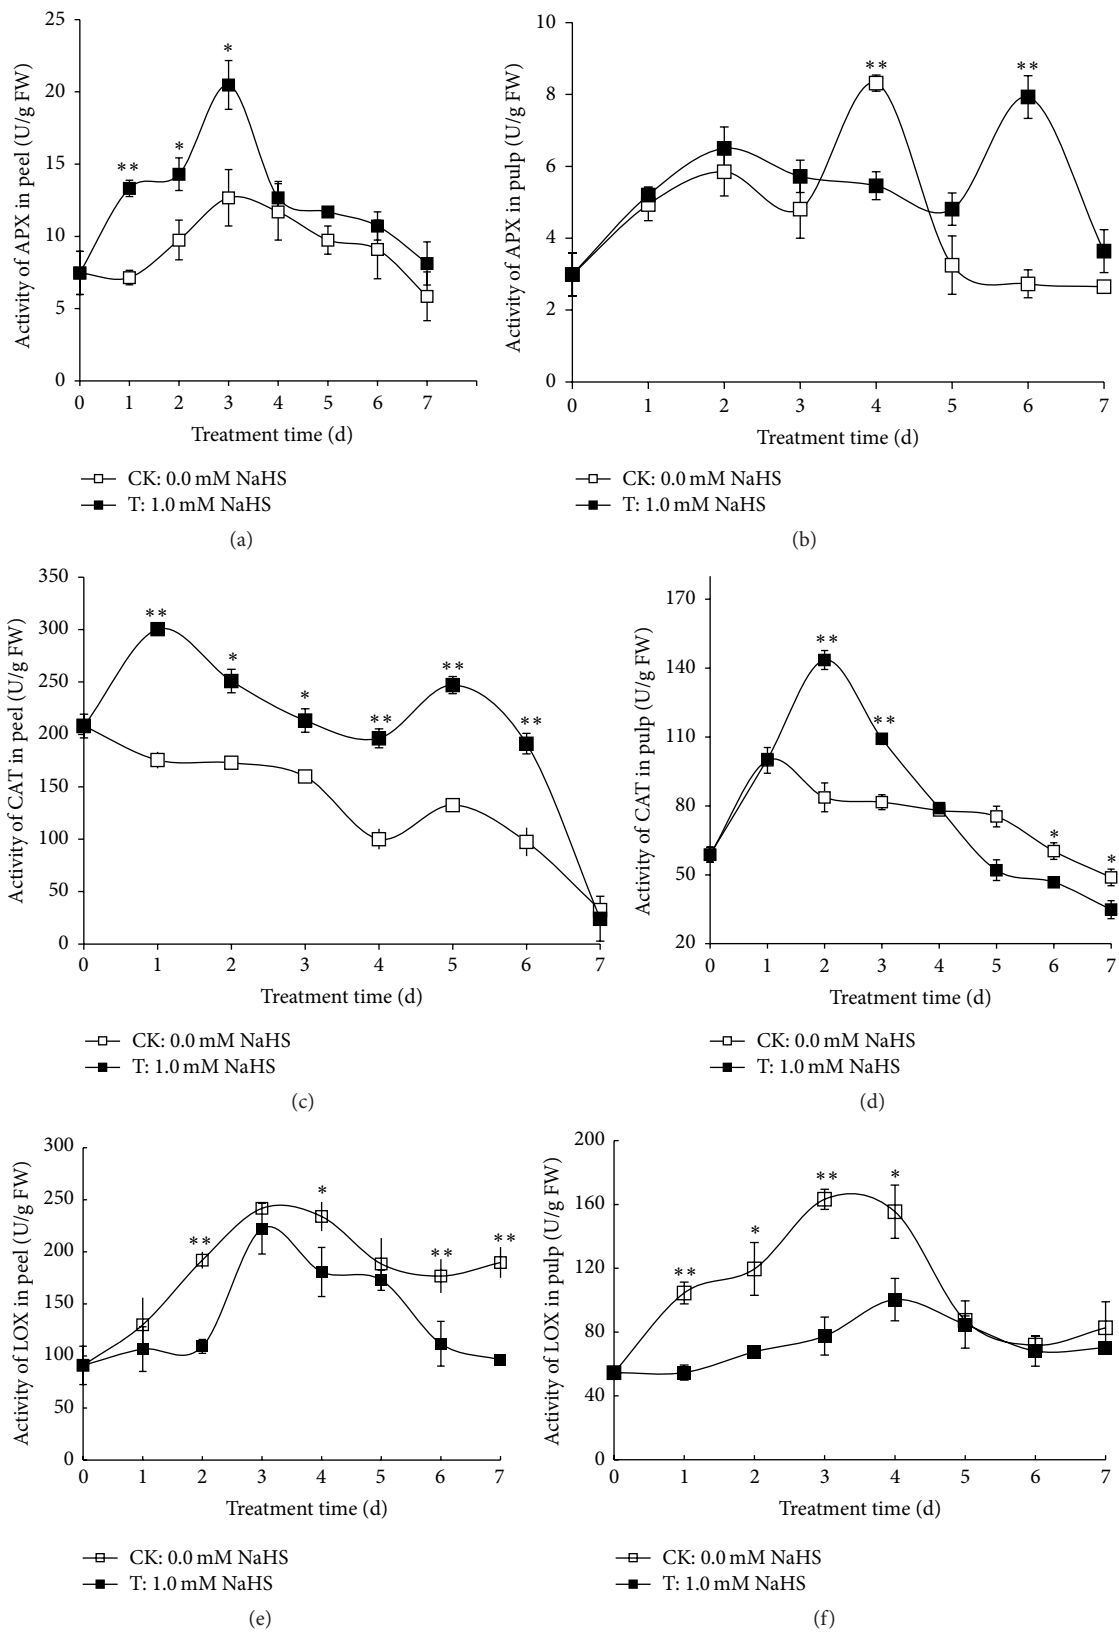 Activity of APX in peel (U/g FW)
25
20
15
10
5
0
**
*
*
0 1 2 3 4 5 6 7
Treatment time (d)
CK: 0.0 mM NaHS
T: 1.0 mM NaHS
(a)
Activity of APX in pulp (U/g FW)
10
8
6
4
2
0
**
**
0 1 2 3 4 5 6 7
Treatment time (d)
CK: 0.0 mM NaHS
T: 1.0 mM NaHS
(b)
Activity of CAT in peel (U/g FW)
350
300
250
200
150
100
50
0
**
*
*
**
**
**
0 1 2 3 4 5 6 7
Treatment time (d)
CK: 0.0 mM NaHS
T: 1.0 mM NaHS
(c)
Activity of CAT in pulp (U/g FW)
170
140
110
80
50
20
**
**
*
*
0 1 2 3 4 5 6 7
Treatment time (d)
CK: 0.0 mM NaHS
T: 1.0 mM NaHS
(d)
Activity of LOX in peel (U/g FW)
300
250
200
150
100
50
0
**
*
**
**
0 1 2 3 4 5 6 7
Treatment time (d)
CK: 0.0 mM NaHS
T: 1.0 mM NaHS
(e)
Activity of LOX in pulp (U/g FW)
200
160
120
80
40
0
**
*
**
*
0 1 2 3 4 5 6 7
Treatment time (d)
CK: 0.0 mM NaHS
T: 1.0 mM NaHS
(f)